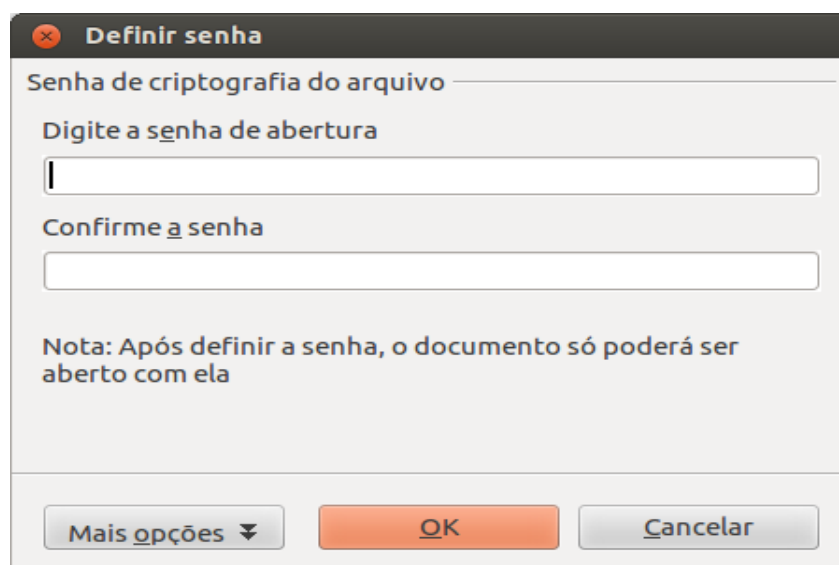 Definir senha
Senha de criptografia do arquivo
Digite a senha de abertura
Confirme a senha
Nota: Após definir a senha, o documento só poderá ser
aberto com ela
Mais opções OK Cancelar